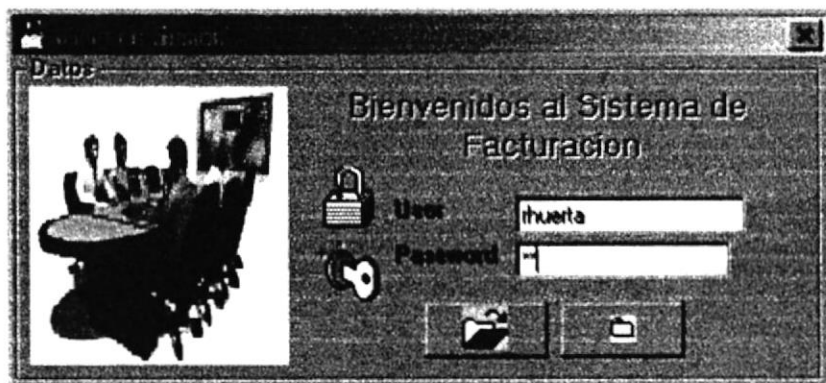 Datos
Bienvenidos al Sistema de
Facturacion
User
rhuerta
Password
**